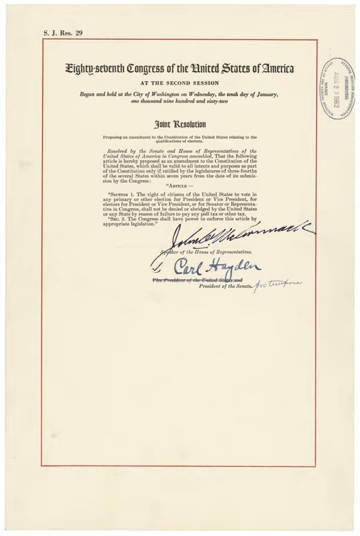 S. J. Res. 29
Eighty-seventh Congress of the United States of America
AT THE SECOND SESSION
Begun and held at the City of Washington on Wednesday, the tenth day of January,
one thousand nine hundred and sixty-two
Joint Resolution
Proposing an amendment to the Constitution of the United States relating to the
qualifications of electors.
Resolved by the Senate and House of Representatives of the
United States of America in Congress assembled, That the following
article is hereby proposed as an amendment to the Constitution of the
United States, which shall be valid to all intents and purposes as part
of the Constitution only if ratified by the legislatures of three-fourths
of the several States within seven years from the date of its submis-
sion by the Congress:
"ARTICLE —
"SECTION 1. The right of citizens of the United States to vote in
any primary or other election for President or Vice President, for
electors for President or Vice President, or for Senator or Representa-
tive in Congress, shall not be denied or abridged by the United States
or any State by reason of failure to pay any poll tax or other tax.
"SEC. 2. The Congress shall have power to enforce this article by
appropriate legislation."
John W. McCormack
Speaker of the House of Representatives.
Carl Hayden
Vice President of the United States and
President of the Senate, pro tempore
AUG 29 1962